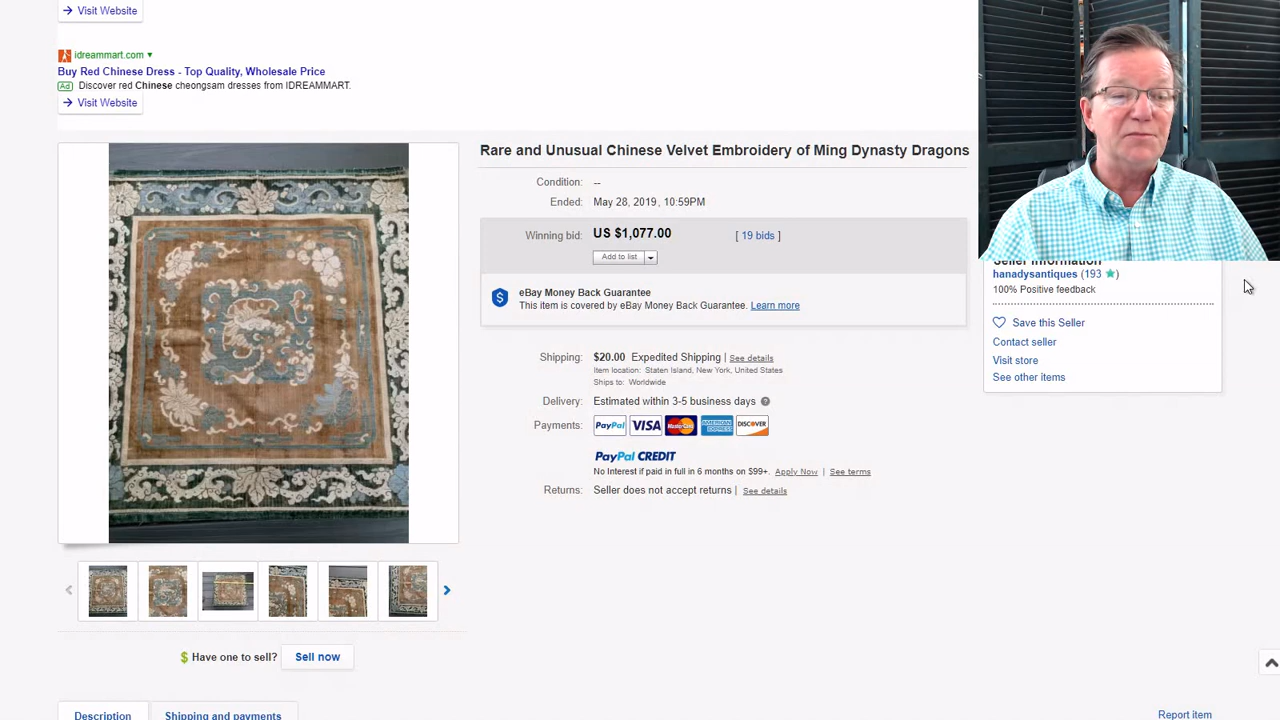 Visit Website
idreammart.com
Buy Red Chinese Dress - Top Quality, Wholesale Price
Ad Discover red Chinese cheongsam dresses from IDREAMMART.
Visit Website
Rare and Unusual Chinese Velvet Embroidery of Ming Dynasty Dragons
Condition: --
Ended: May 28, 2019 , 10:59PM
Winning bid: US $1,077.00 [ 19 bids ]
Add to list
eBay Money Back Guarantee
This item is covered by eBay Money Back Guarantee. Learn more
Shipping: $20.00 Expedited Shipping | See details
Item location: Staten Island, New York, United States
Ships to: Worldwide
Delivery: Estimated within 3-5 business days
Payments: PayPal VISA MasterCard AMERICAN EXPRESS DISCOVER
PayPal CREDIT
No Interest if paid in full in 6 months on $99+. Apply Now | See terms
Returns: Seller does not accept returns | See details
Seller information
hanadysantiques (193 )
100% Positive feedback
Save this Seller
Contact seller
Visit store
See other items
$ Have one to sell? Sell now
Description Shipping and payments
Report item